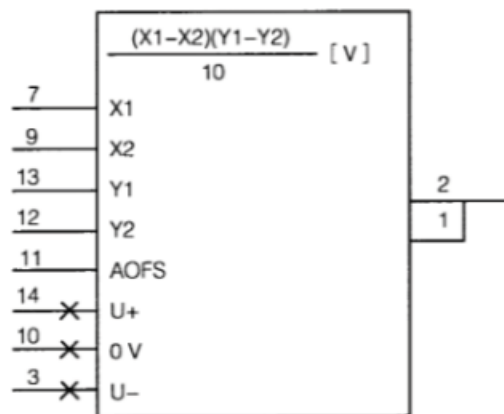 (X1−X2)(Y1−Y2)
10
[ V ]
7 X1
9 X2
13 Y1
12 Y2
11 AOFS
14 U+
10 0 V
3 U−
2
1